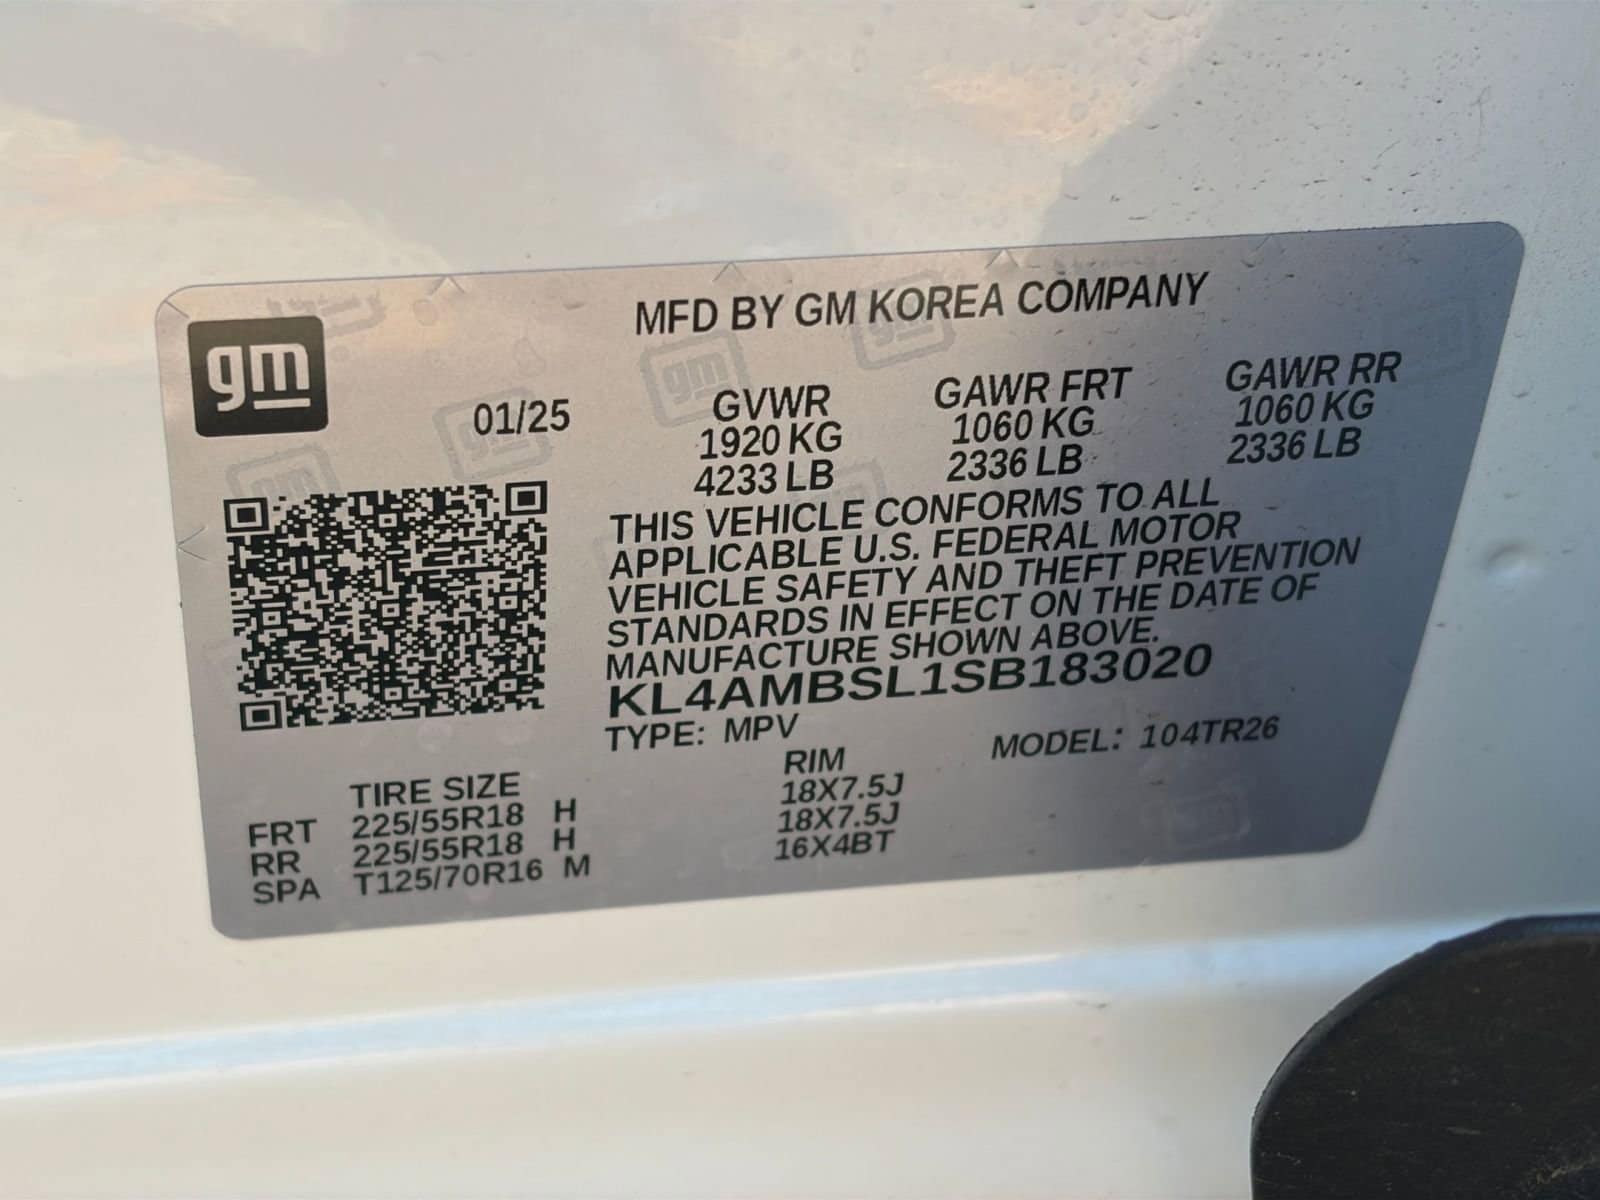 gm
MFD BY GM KOREA COMPANY
01/25
GVWR GAWR FRT GAWR RR
1920 KG 1060 KG 1060 KG
4233 LB 2336 LB 2336 LB
THIS VEHICLE CONFORMS TO ALL
APPLICABLE U.S. FEDERAL MOTOR
VEHICLE SAFETY AND THEFT PREVENTION
STANDARDS IN EFFECT ON THE DATE OF
MANUFACTURE SHOWN ABOVE.
KL4AMBSL1SB183020
TYPE: MPV MODEL: 104TR26
TIRE SIZE RIM
FRT 225/55R18 H 18X7.5J
RR 225/55R18 H 18X7.5J
SPA T125/70R16 M 16X4BT